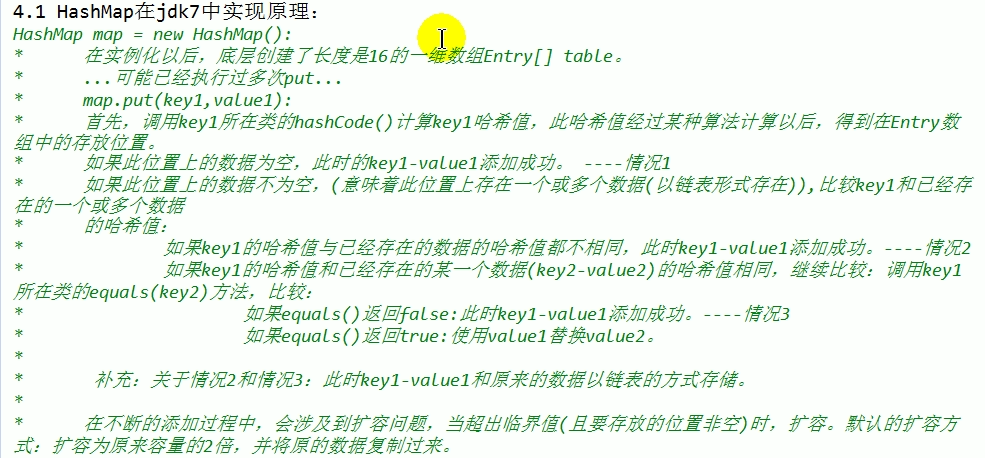 4.1 HashMap在jdk7中实现原理：
HashMap map = new HashMap():
* 在实例化以后，底层创建了长度是16的一维数组Entry[] table。
* ...可能已经执行过多次put...
* map.put(key1,value1):
* 首先，调用key1所在类的hashCode()计算key1哈希值，此哈希值经过某种算法计算以后，得到在Entry数
组中的存放位置。
* 如果此位置上的数据为空，此时的key1-value1添加成功。 ----情况1
* 如果此位置上的数据不为空，(意味着此位置上存在一个或多个数据(以链表形式存在)),比较key1和已经存
在的一个或多个数据
* 的哈希值：
* 如果key1的哈希值与已经存在的数据的哈希值都不相同，此时key1-value1添加成功。----情况2
* 如果key1的哈希值和已经存在的某一个数据(key2-value2)的哈希值相同，继续比较：调用key1
所在类的equals(key2)方法，比较：
* 如果equals()返回false:此时key1-value1添加成功。----情况3
* 如果equals()返回true:使用value1替换value2。
*
* 补充：关于情况2和情况3：此时key1-value1和原来的数据以链表的方式存储。
*
* 在不断的添加过程中，会涉及到扩容问题，当超出临界值(且要存放的位置非空)时，扩容。默认的扩容方
式：扩容为原来容量的2倍，并将原的数据复制过来。